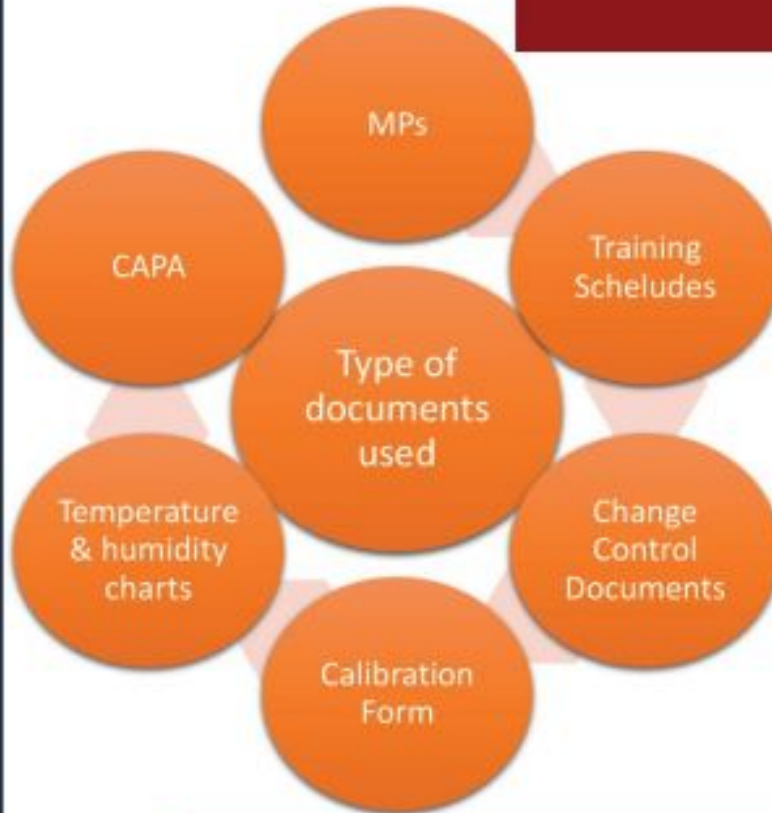 MPs
Training
Scheludes
Change
Control
Documents
Calibration
Form
Temperature
& humidity
charts
CAPA
Type of
documents
used